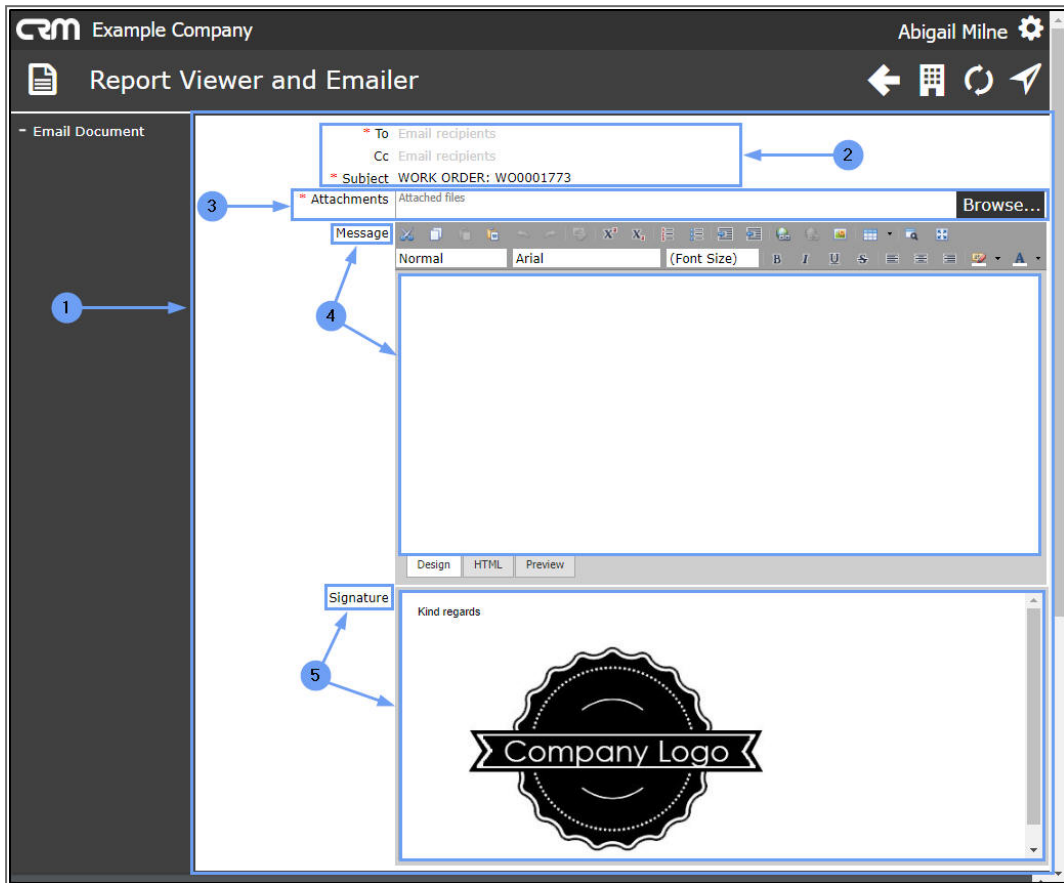 CRM Example Company Abigail Milne
Report Viewer and Emailer
- Email Document
* To Email recipients
2
Cc Email recipients
* Subject WORK ORDER: WO0001773
3
* Attachments Attached files Browse...
Message X² X₂
Normal Arial (Font Size) B I U S A
1
4
Design HTML Preview
Signature
Kind regards
5
Company Logo